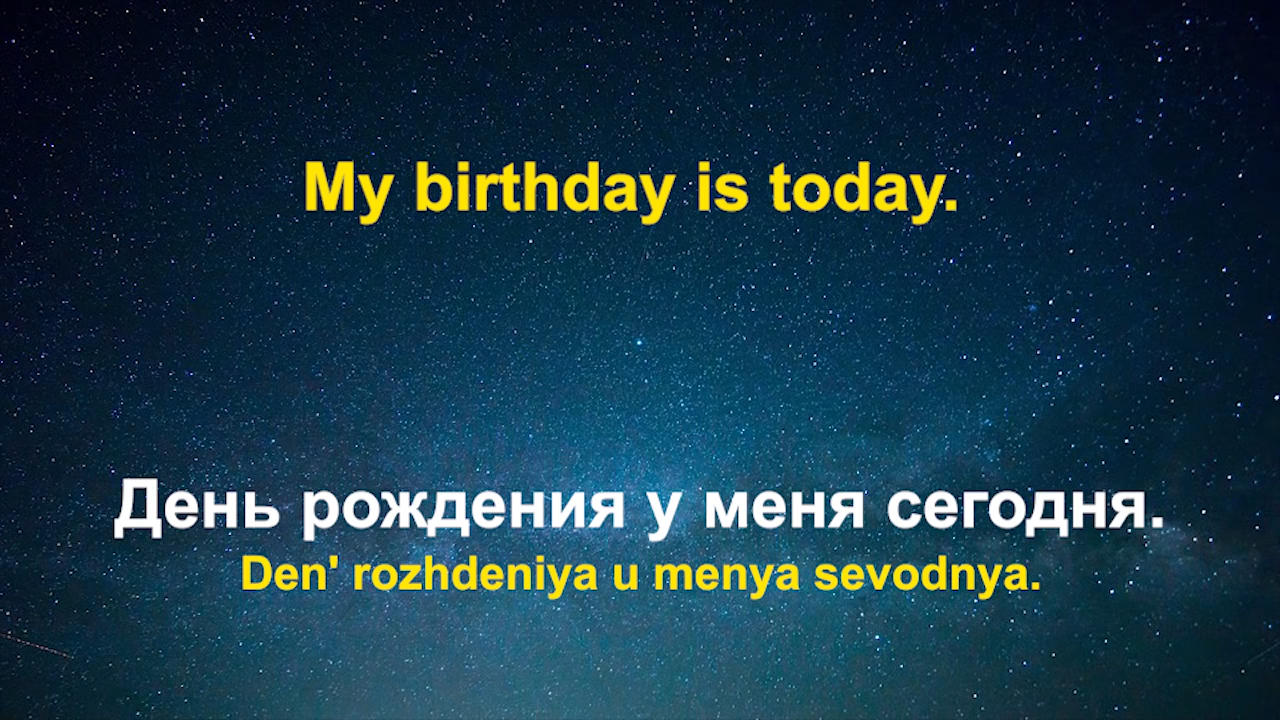 My birthday is today.
День рождения у меня сегодня.
Den' rozhdeniya u menya sevodnya.